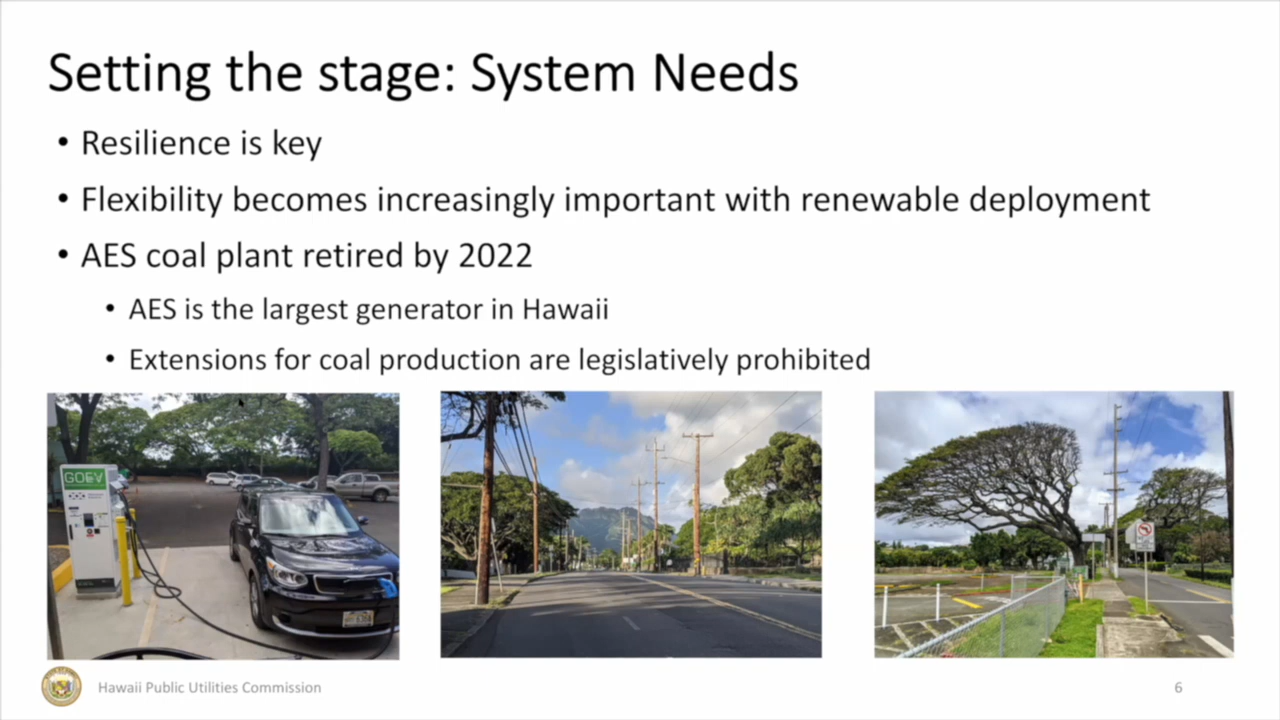 Setting the stage: System Needs
• Resilience is key
• Flexibility becomes increasingly important with renewable deployment
• AES coal plant retired by 2022
• AES is the largest generator in Hawaii
• Extensions for coal production are legislatively prohibited
GOEV
Hawaii Public Utilities Commission
6